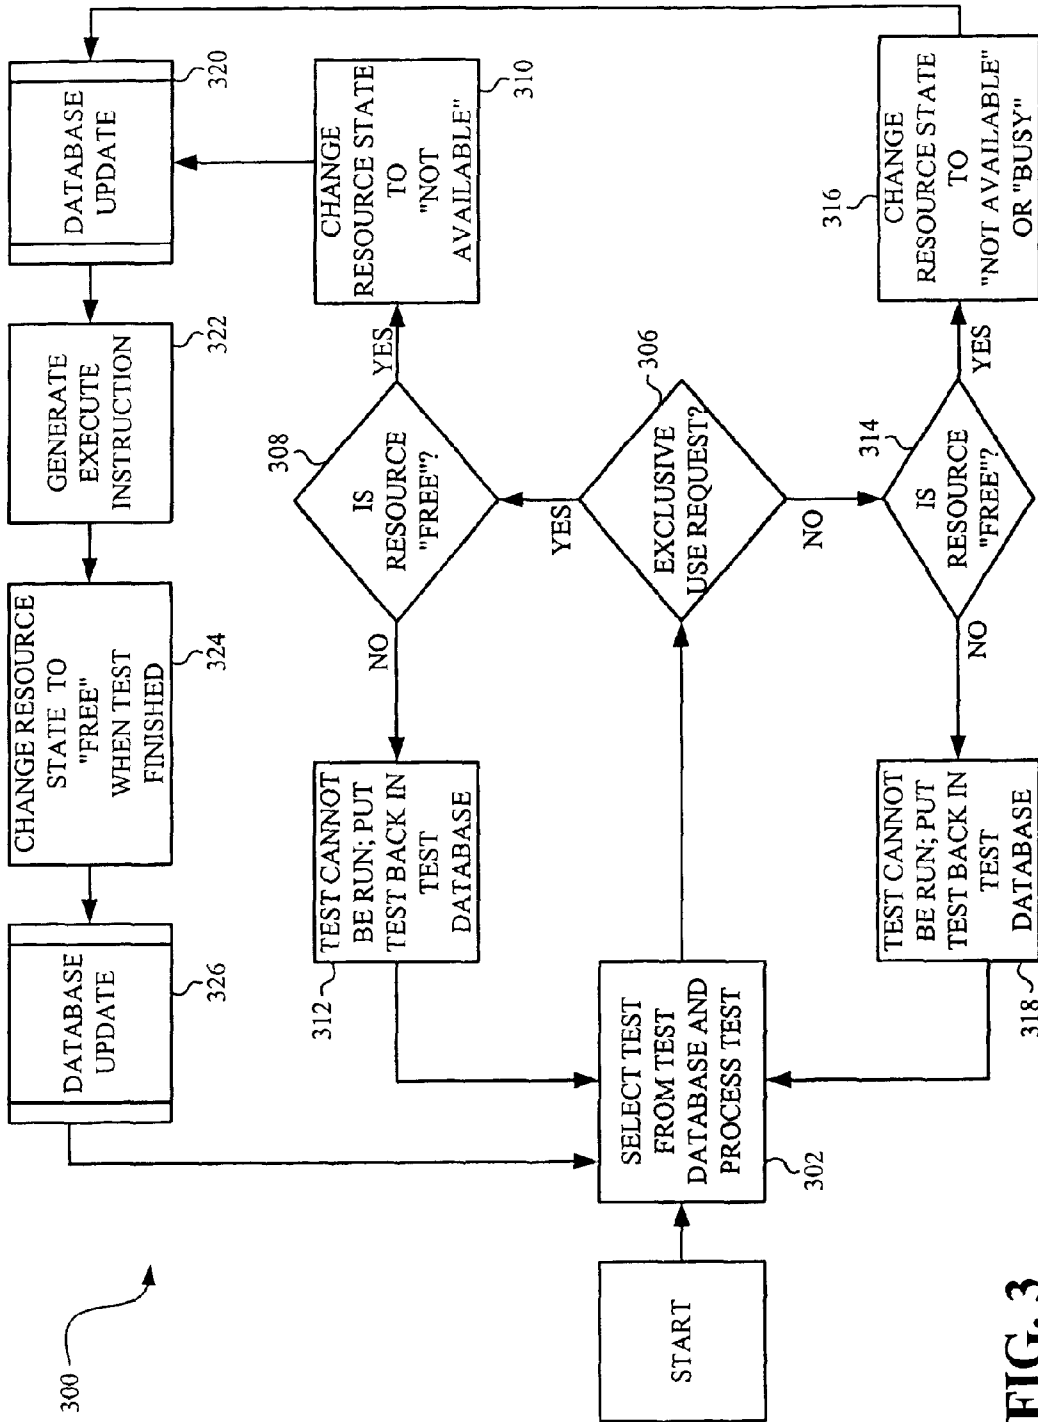 300
START
SELECT TEST
FROM TEST
DATABASE AND
PROCESS TEST
302
EXCLUSIVE
USE REQUEST?
306
YES
NO
IS
RESOURCE
"FREE"?
308
YES
NO
CHANGE
RESOURCE STATE
TO
"NOT
AVAILABLE"
310
TEST CANNOT
BE RUN; PUT
TEST BACK IN
TEST
DATABASE
312
IS
RESOURCE
"FREE"?
314
YES
NO
CHANGE
RESOURCE STATE
TO
"NOT AVAILABLE"
OR "BUSY"
316
TEST CANNOT
BE RUN; PUT
TEST BACK IN
TEST
DATABASE
318
DATABASE
UPDATE
320
GENERATE
EXECUTE
INSTRUCTION
322
CHANGE RESOURCE
STATE TO
"FREE"
WHEN TEST
FINISHED
324
DATABASE
UPDATE
326
FIG. 3